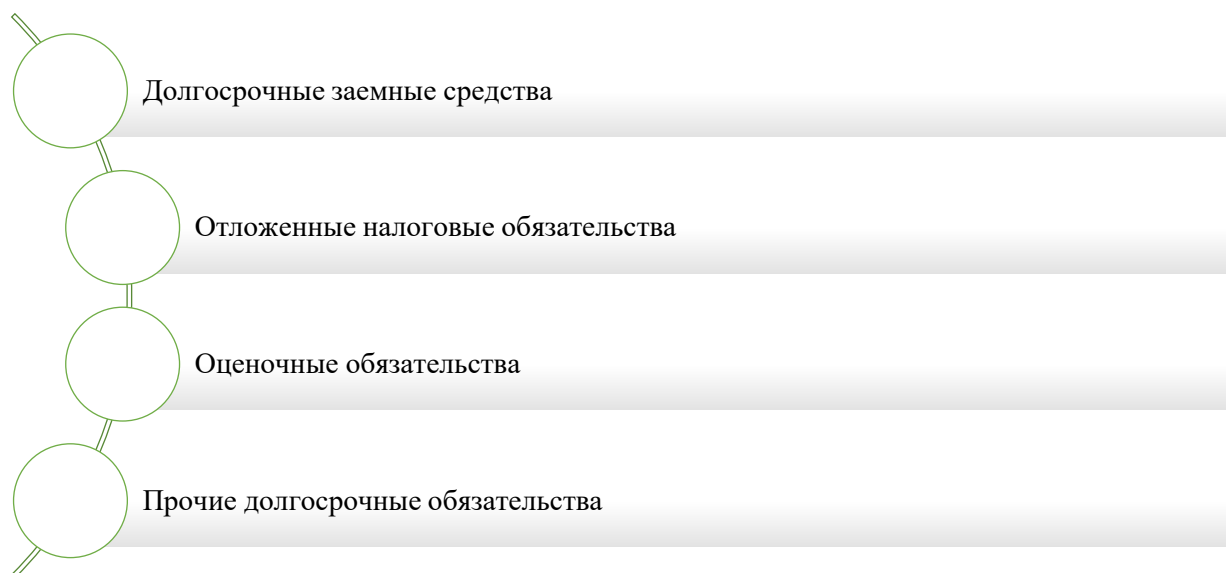 Долгосрочные заемные средства
Отложенные налоговые обязательства
Оценочные обязательства
Прочие долгосрочные обязательства